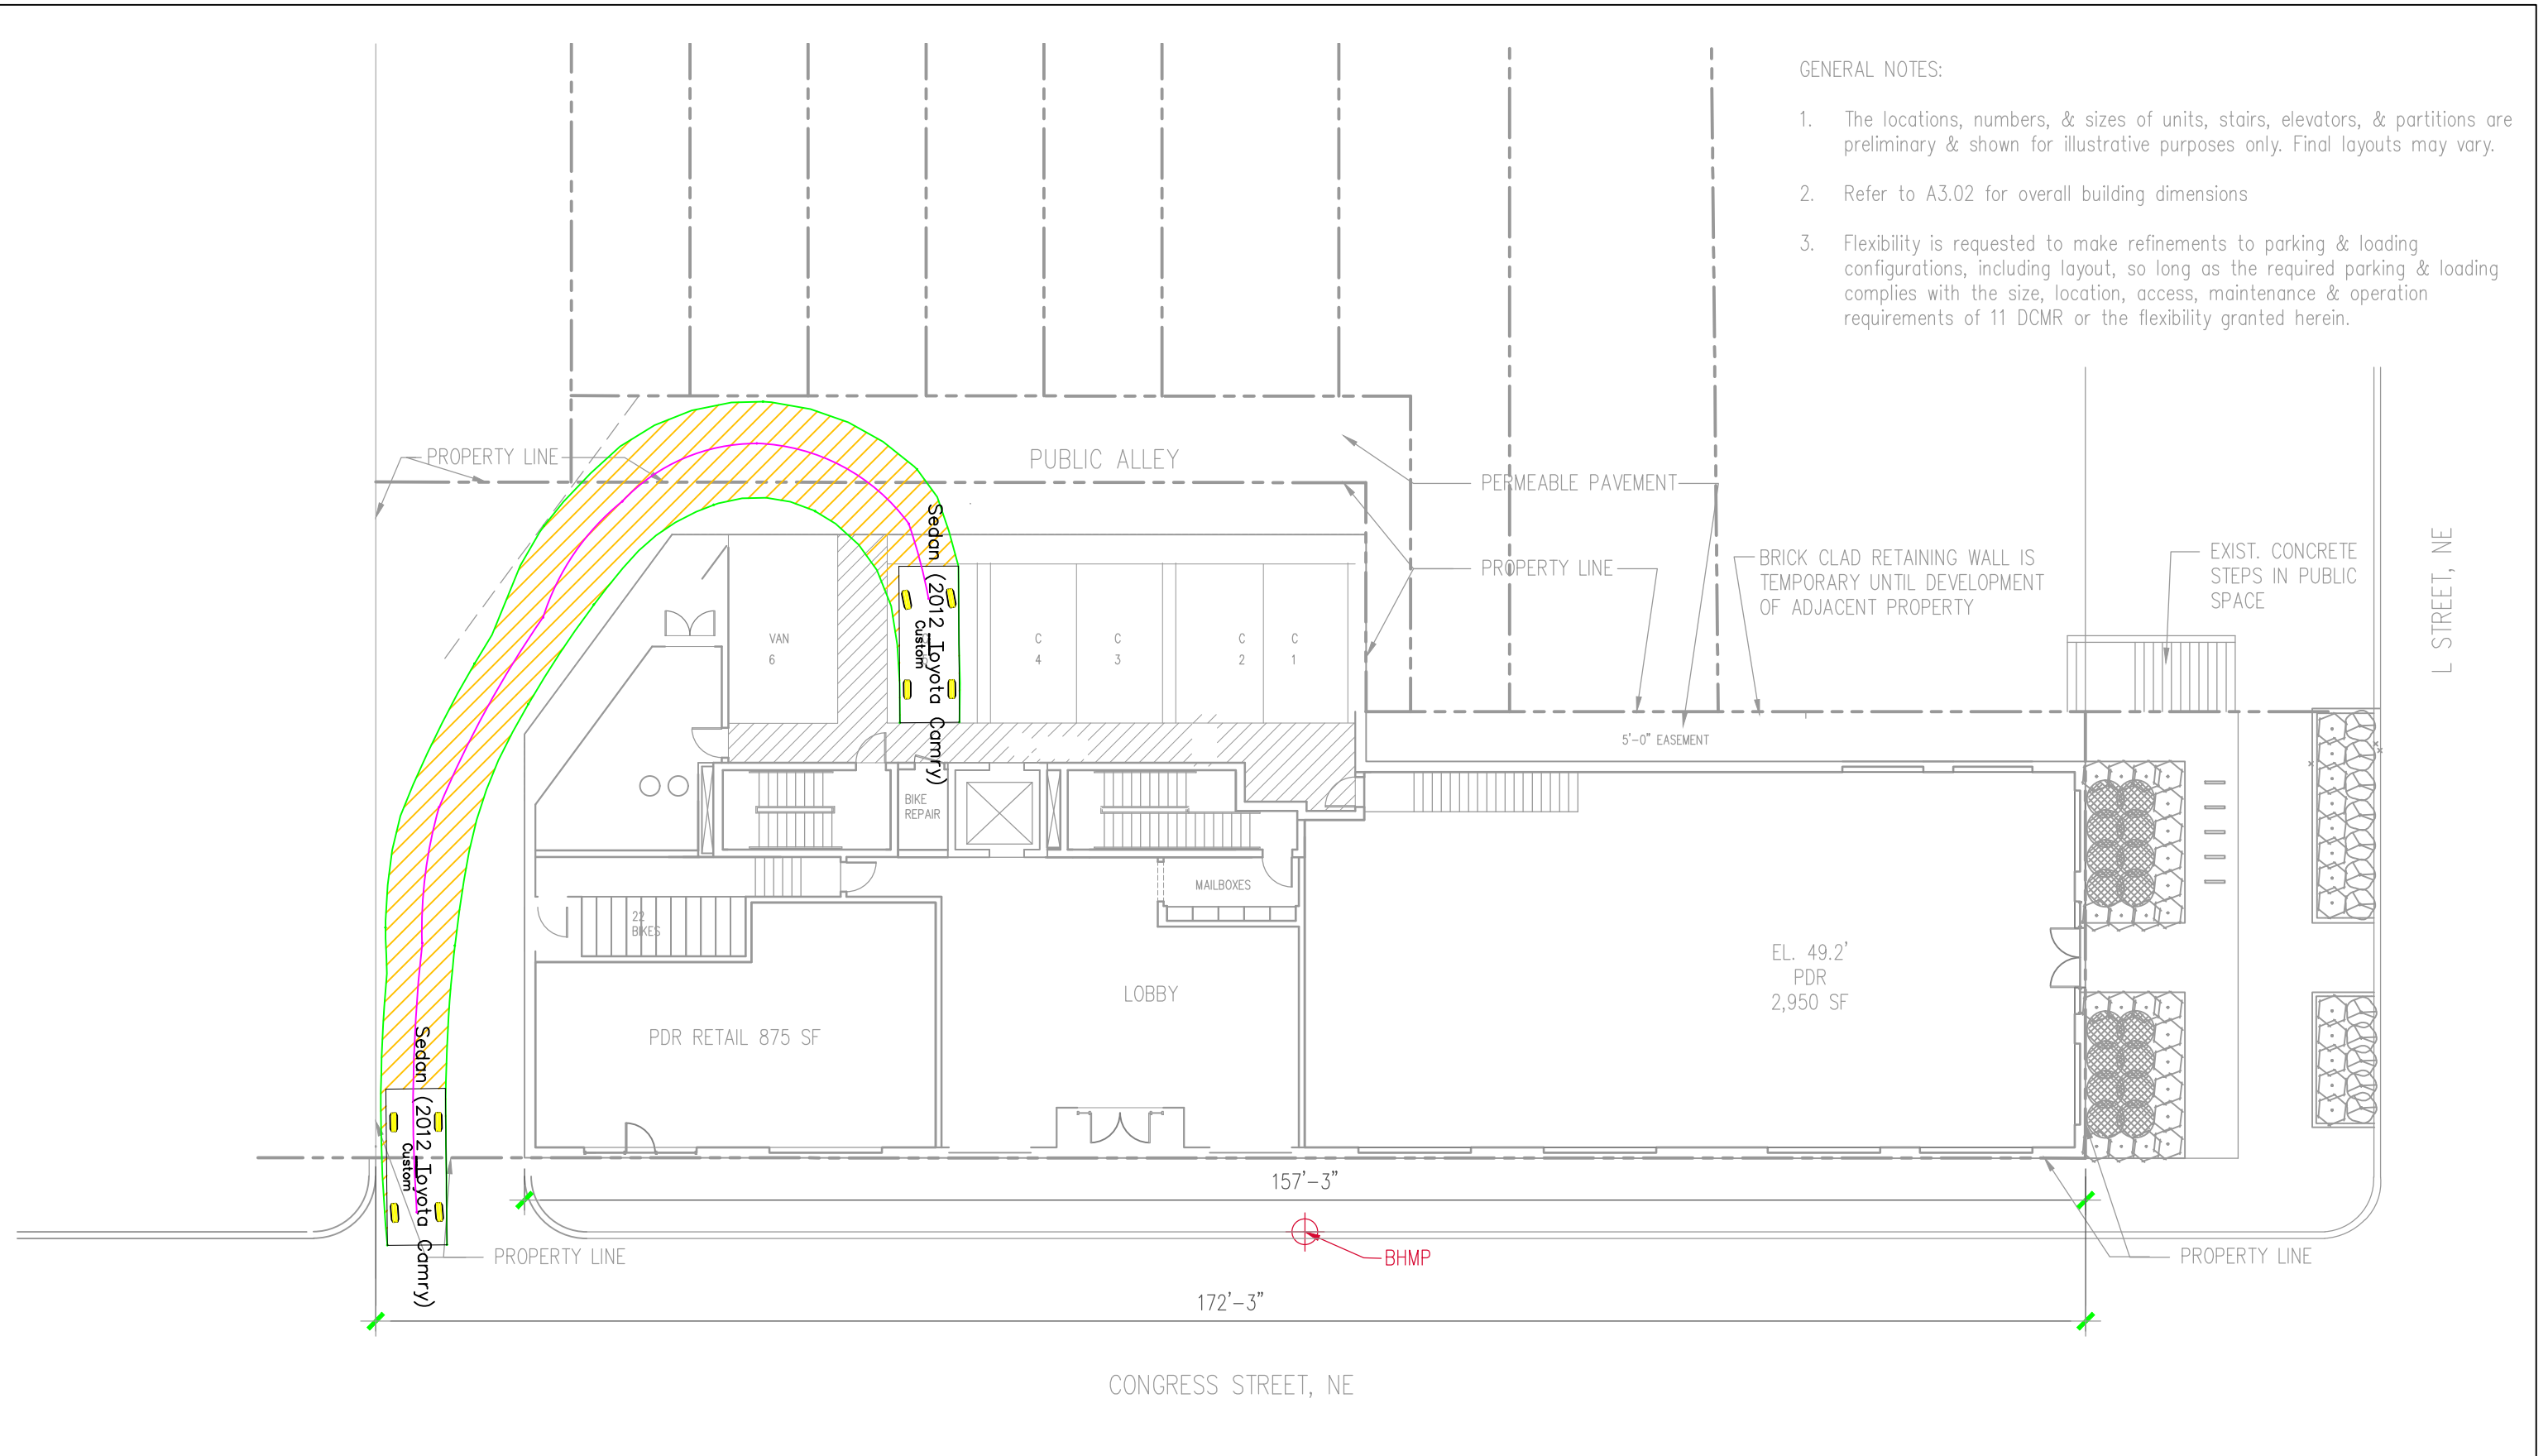 GENERAL NOTES:
1. The locations, numbers, & sizes of units, stairs, elevators, & partitions are
preliminary & shown for illustrative purposes only. Final layouts may vary.
2. Refer to A3.02 for overall building dimensions
3. Flexibility is requested to make refinements to parking & loading
configurations, including layout, so long as the required parking & loading
complies with the size, location, access, maintenance & operation
requirements of 11 DCMR or the flexibility granted herein.
PROPERTY LINE
PUBLIC ALLEY
PERMEABLE PAVEMENT
PROPERTY LINE
BRICK CLAD RETAINING WALL IS
TEMPORARY UNTIL DEVELOPMENT
OF ADJACENT PROPERTY
EXIST. CONCRETE
STEPS IN PUBLIC
SPACE
L STREET, NE
Sedan (2012 Toyota Camry)
Custom
VAN
6
C
4
C
3
C
2
C
1
5'-0" EASEMENT
BIKE
REPAIR
MAILBOXES
22
BIKES
LOBBY
EL. 49.2'
PDR
2,950 SF
PDR RETAIL 875 SF
Sedan (2012 Toyota Camry)
Custom
157'-3"
BHMP
PROPERTY LINE
PROPERTY LINE
172'-3"
CONGRESS STREET, NE